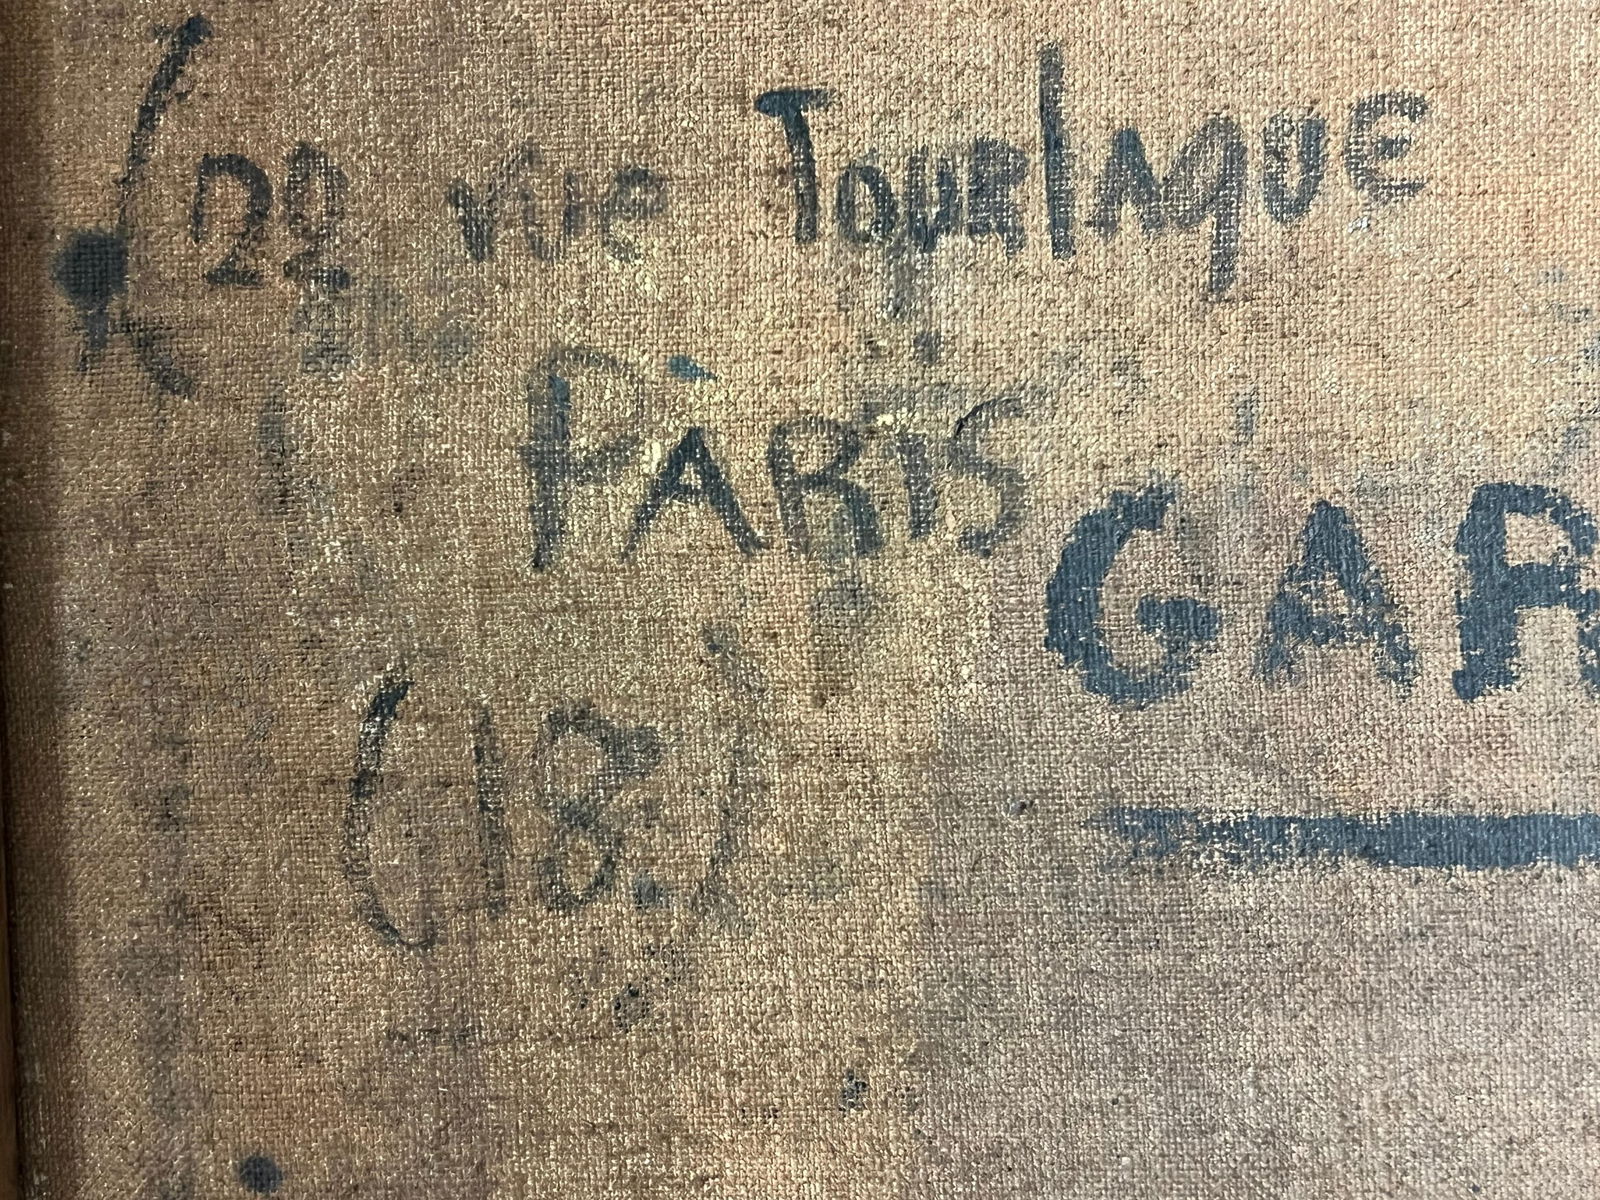 (22 rue TOURLAQUE
PARIS
GAR
(18.)